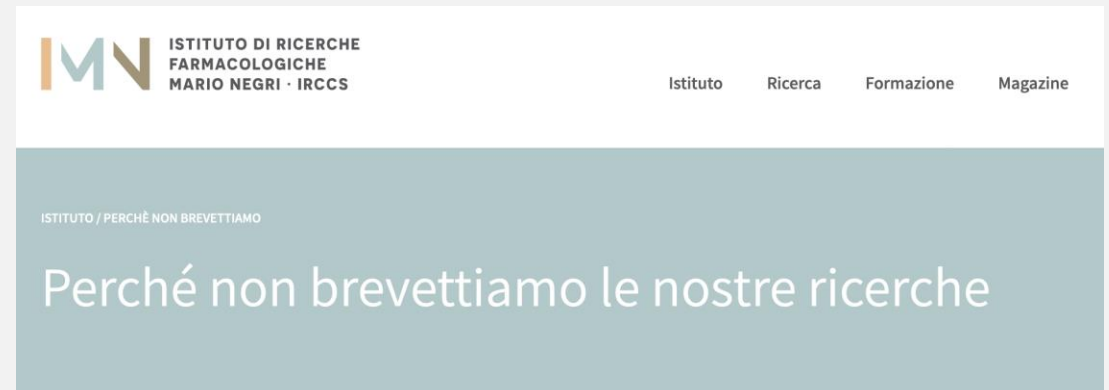 IMN
ISTITUTO DI RICERCHE
FARMACOLOGICHE
MARIO NEGRI · IRCCS
Istituto Ricerca Formazione Magazine
ISTITUTO / PERCHÈ NON BREVETTIAMO
Perché non brevettiamo le nostre ricerche